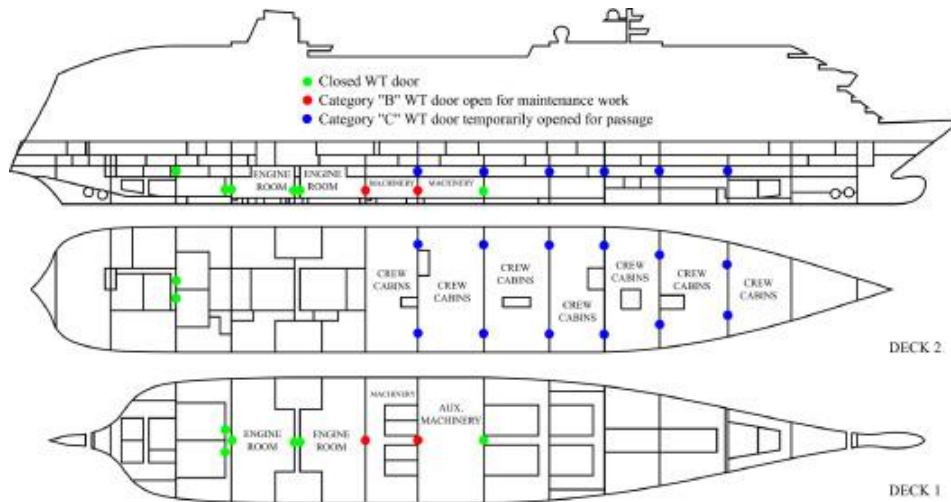 Closed WT door
Category "B" WT door open for maintenance work
Category "C" WT door temporarily opened for passage
ENGINE
ROOM
ENGINE
ROOM
MACHINERY
MACHINERY
CREW
CABINS
CREW
CABINS
CREW
CABINS
CREW
CABINS
CREW
CABINS
CREW
CABINS
CREW
CABINS
DECK 2
MACHINERY
AUX.
MACHINERY
ENGINE
ROOM
ENGINE
ROOM
DECK 1